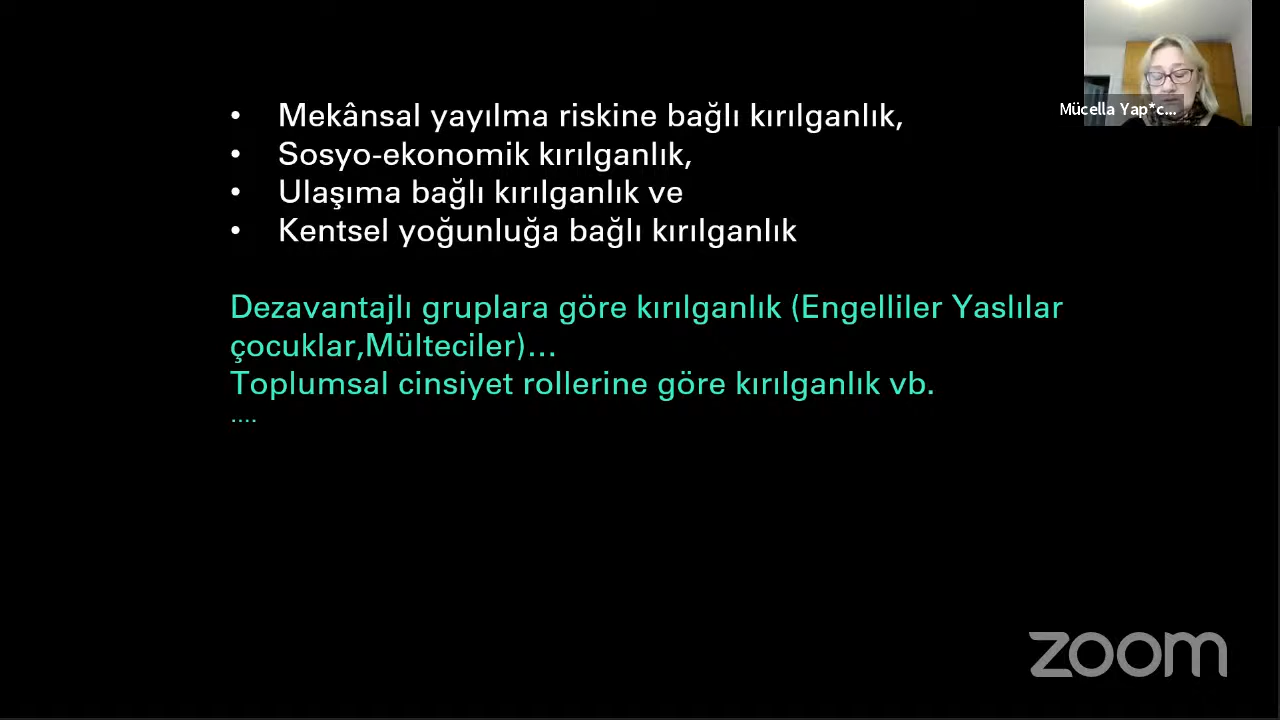 • Mekânsal yayılma riskine bağlı kırılganlık,
• Sosyo-ekonomik kırılganlık,
• Ulaşıma bağlı kırılganlık ve
• Kentsel yoğunluğa bağlı kırılganlık
Dezavantajlı gruplara göre kırılganlık (Engelliler Yaslılar
çocuklar,Mülteciler)...
Toplumsal cinsiyet rollerine göre kırılganlık vb.
....
Mücella Yap*c...
zoom